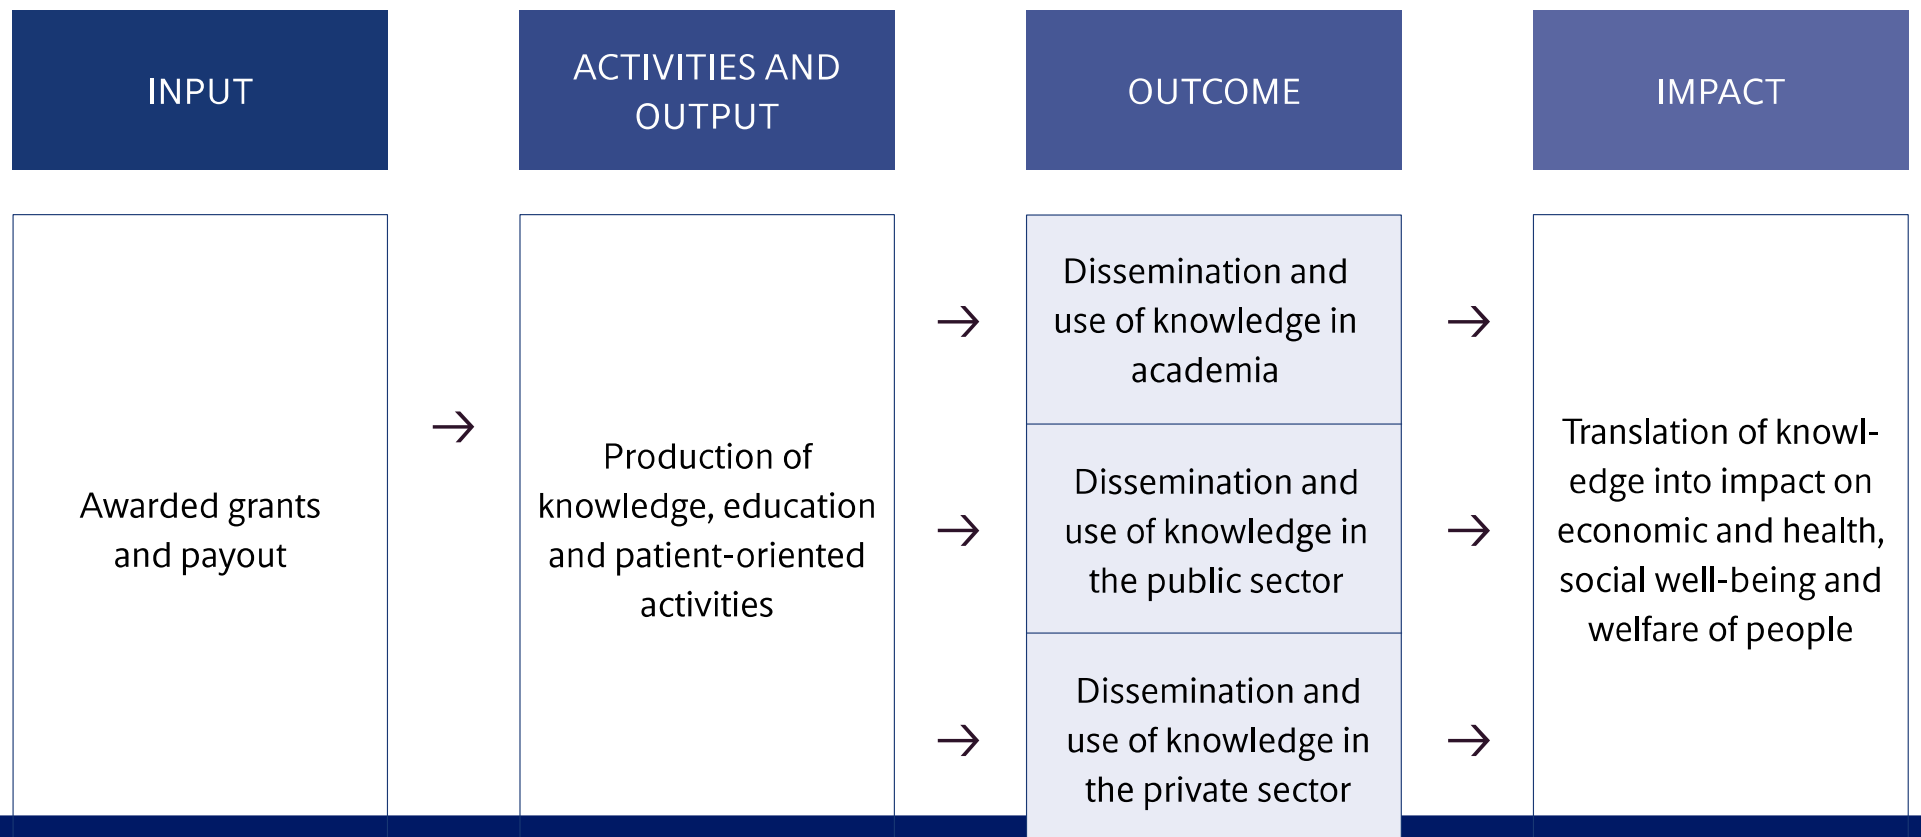 INPUT
ACTIVITIES AND
OUTPUT
OUTCOME
IMPACT
Awarded grants
and payout
→
Production of
knowledge, education
and patient-oriented
activities
→
Dissemination and
use of knowledge in
academia
→
→
Dissemination and
use of knowledge in
the public sector
→
→
Dissemination and
use of knowledge in
the private sector
→
Translation of knowl-
edge into impact on
economic and health,
social well-being and
welfare of people